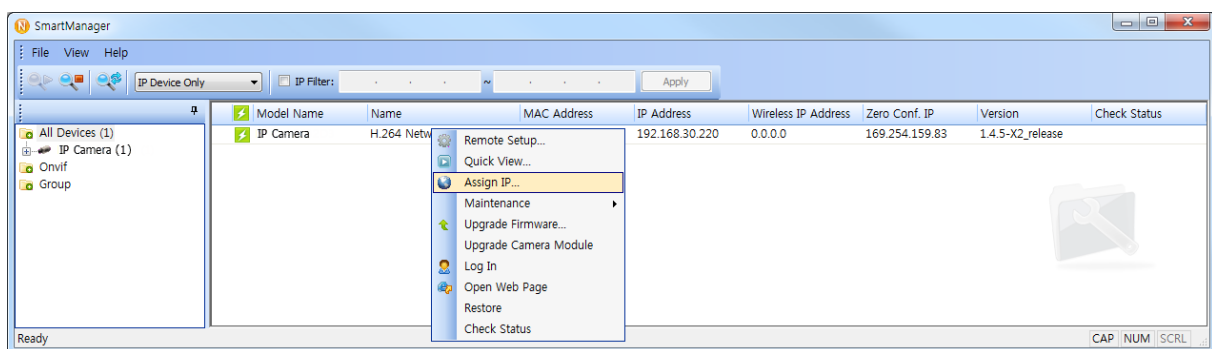 SmartManager
File View Help
IP Device Only IP Filter: . . . ~ . . . Apply
Model Name Name MAC Address IP Address Wireless IP Address Zero Conf. IP Version Check Status
All Devices (1)
IP Camera (1)
Onvif
Group
IP Camera H.264 Netw 192.168.30.220 0.0.0.0 169.254.159.83 1.4.5-X2_release
Remote Setup...
Quick View...
Assign IP...
Maintenance
Upgrade Firmware...
Upgrade Camera Module
Log In
Open Web Page
Restore
Check Status
Ready CAP NUM SCRL